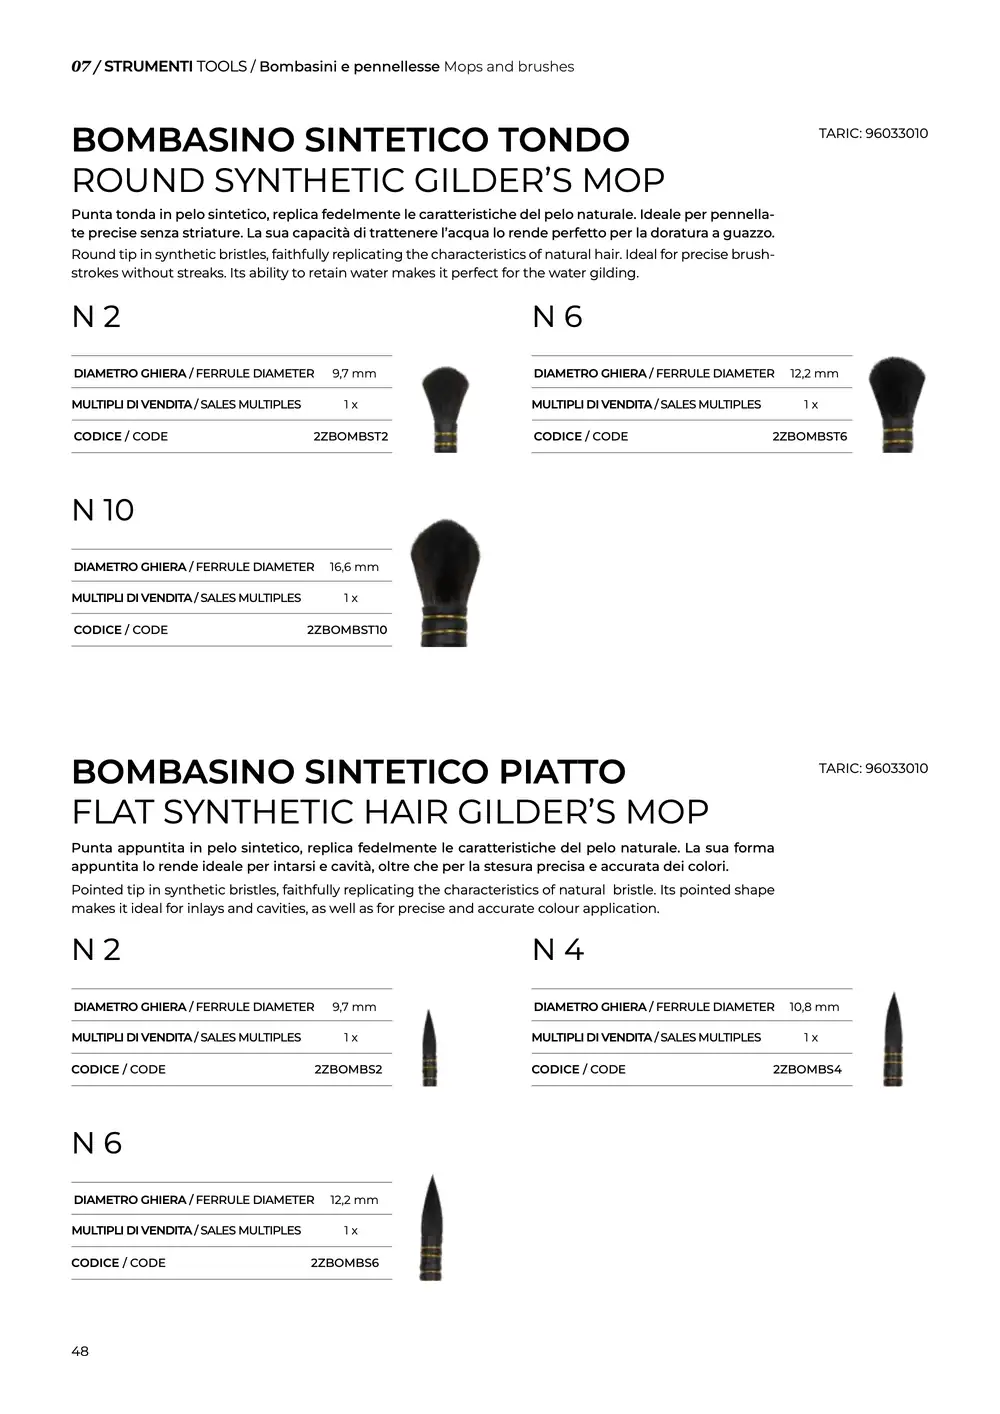 07 / STRUMENTI TOOLS / Bombasini e pennellesse Mops and brushes
BOMBASINO SINTETICO TONDO
TARIC: 96033010
ROUND SYNTHETIC GILDER’S MOP
Punta tonda in pelo sintetico, replica fedelmente le caratteristiche del pelo naturale. Ideale per pennella-
te precise senza striature. La sua capacità di trattenere l’acqua lo rende perfetto per la doratura a guazzo.
Round tip in synthetic bristles, faithfully replicating the characteristics of natural hair. Ideal for precise brush-
strokes without streaks. Its ability to retain water makes it perfect for the water gilding.
N 2
DIAMETRO GHIERA / FERRULE DIAMETER 9,7 mm
MULTIPLI DI VENDITA / SALES MULTIPLES 1 x
CODICE / CODE 2ZBOMBST2
N 6
DIAMETRO GHIERA / FERRULE DIAMETER 12,2 mm
MULTIPLI DI VENDITA / SALES MULTIPLES 1 x
CODICE / CODE 2ZBOMBST6
N 10
DIAMETRO GHIERA / FERRULE DIAMETER 16,6 mm
MULTIPLI DI VENDITA / SALES MULTIPLES 1 x
CODICE / CODE 2ZBOMBST10
BOMBASINO SINTETICO PIATTO
TARIC: 96033010
FLAT SYNTHETIC HAIR GILDER’S MOP
Punta appuntita in pelo sintetico, replica fedelmente le caratteristiche del pelo naturale. La sua forma
appuntita lo rende ideale per intarsi e cavità, oltre che per la stesura precisa e accurata dei colori.
Pointed tip in synthetic bristles, faithfully replicating the characteristics of natural bristle. Its pointed shape
makes it ideal for inlays and cavities, as well as for precise and accurate colour application.
N 2
DIAMETRO GHIERA / FERRULE DIAMETER 9,7 mm
MULTIPLI DI VENDITA / SALES MULTIPLES 1 x
CODICE / CODE 2ZBOMBS2
N 4
DIAMETRO GHIERA / FERRULE DIAMETER 10,8 mm
MULTIPLI DI VENDITA / SALES MULTIPLES 1 x
CODICE / CODE 2ZBOMBS4
N 6
DIAMETRO GHIERA / FERRULE DIAMETER 12,2 mm
MULTIPLI DI VENDITA / SALES MULTIPLES 1 x
CODICE / CODE 2ZBOMBS6
48